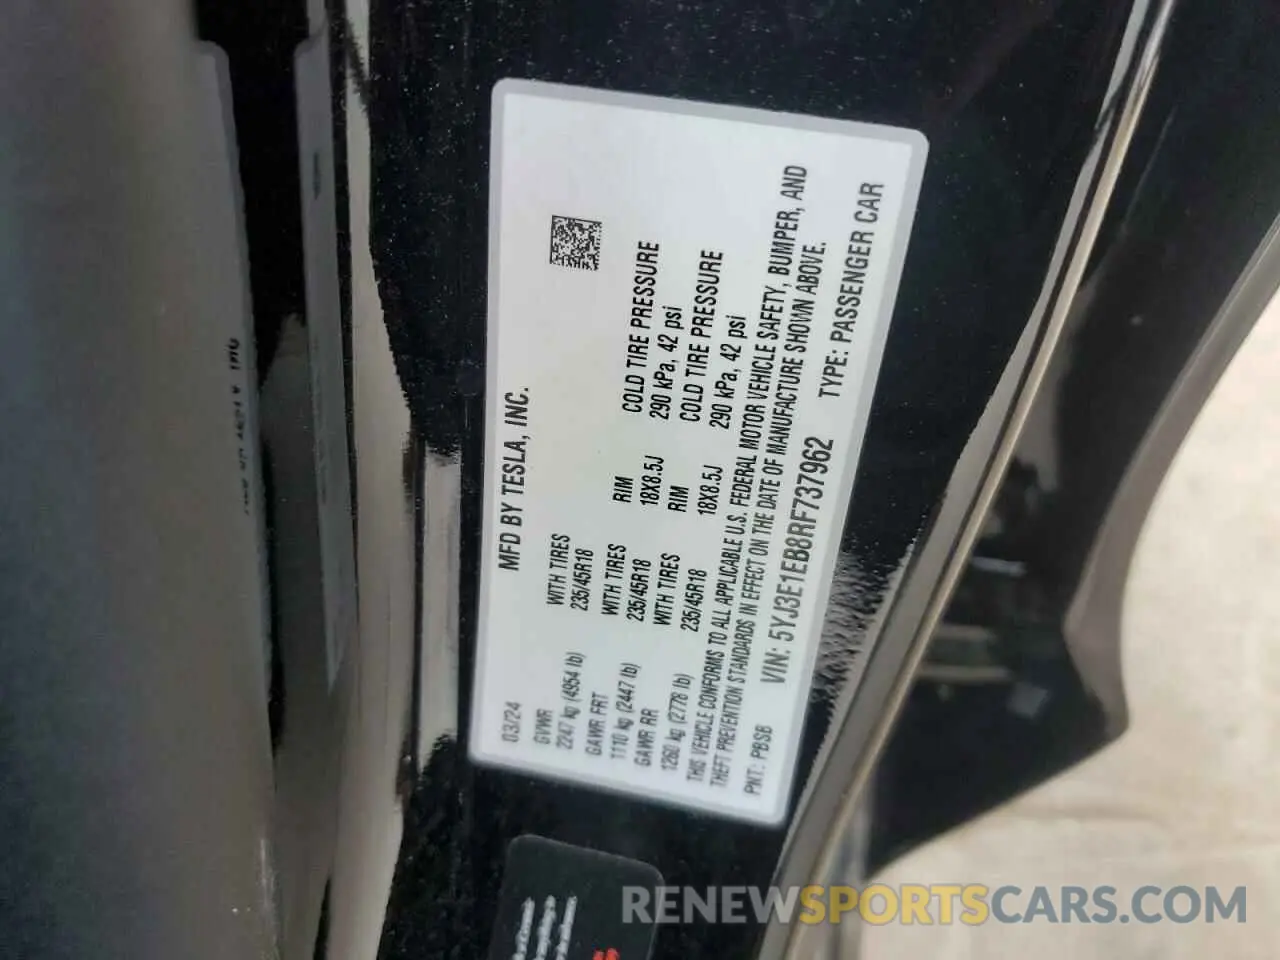 MFD BY TESLA, INC.
03/24
GVWR
2247 kg (4954 lb)
WITH TIRES
235/45R18
GAWR FRT
1110 kg (2447 lb)
WITH TIRES
235/45R18
RIM
18X8.5J
COLD TIRE PRESSURE
290 kPa, 42 psi
GAWR RR
1260 kg (2778 lb)
WITH TIRES
235/45R18
RIM
18X8.5J
COLD TIRE PRESSURE
290 kPa, 42 psi
THIS VEHICLE CONFORMS TO ALL APPLICABLE U.S. FEDERAL MOTOR VEHICLE SAFETY, BUMPER, AND
THEFT PREVENTION STANDARDS IN EFFECT ON THE DATE OF MANUFACTURE SHOWN ABOVE.
PNT: PBSB
VIN: 5YJ3E1EB8RF737962
TYPE: PASSENGER CAR
RENEWSPORTSCARS.COM